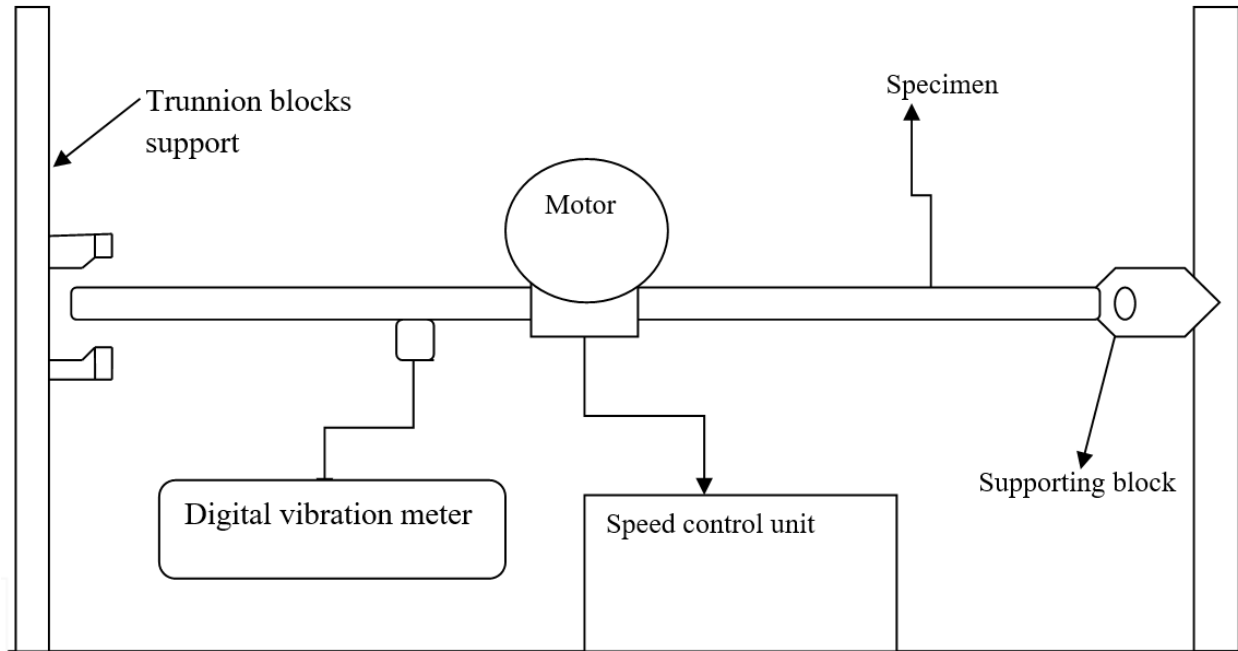 Specimen
Trunnion blocks
support
Motor
Supporting block
Digital vibration meter
Speed control unit